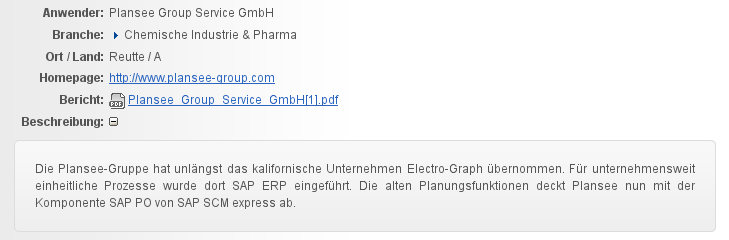 Anwender: Plansee Group Service GmbH
Branche: Chemische Industrie & Pharma
Ort / Land: Reutte / A
Homepage: http://www.plansee-group.com
Bericht: Plansee_Group_Service_GmbH[1].pdf
Beschreibung:
Die Plansee-Gruppe hat unlängst das kalifornische Unternehmen Electro-Graph übernommen. Für unternehmensweit
einheitliche Prozesse wurde dort SAP ERP eingeführt. Die alten Planungsfunktionen deckt Plansee nun mit der
Komponente SAP PO von SAP SCM express ab.